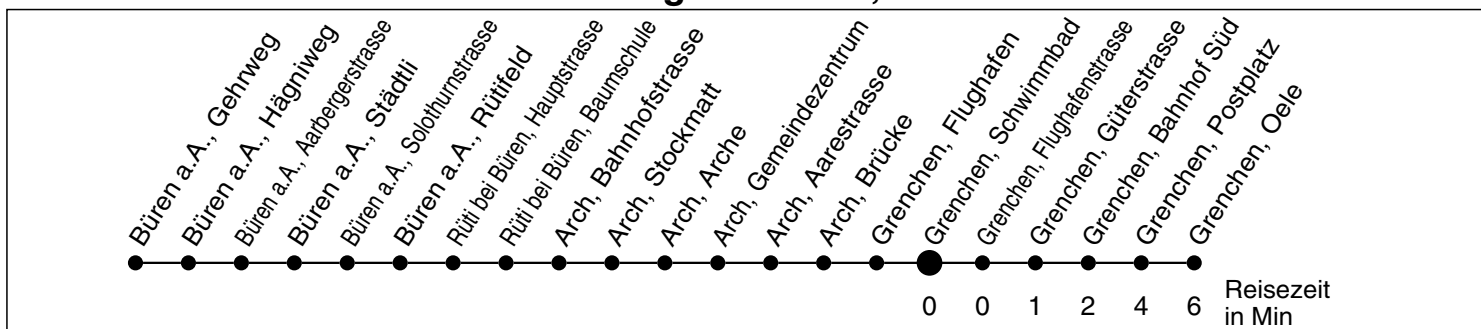 Büren a.A., Gehrweg
Büren a.A., Hägniweg
Büren a.A., Aarbergerstrasse
Büren a.A., Städtli
Büren a.A., Solothurnstrasse
Büren a.A., Rütifeld
Rüti bei Büren, Hauptstrasse
Rüti bei Büren, Baumschule
Arch, Bahnhofstrasse
Arch, Stockmatt
Arch, Arche
Arch, Gemeindezentrum
Arch, Aarestrasse
Arch, Brücke
Grenchen, Flughafen
Grenchen, Schwimmbad
Grenchen, Flughafenstrasse
Grenchen, Güterstrasse
Grenchen, Bahnhof Süd
Grenchen, Postplatz
Grenchen, Oele
0 0 1 2 4 6 Reisezeit
in Min